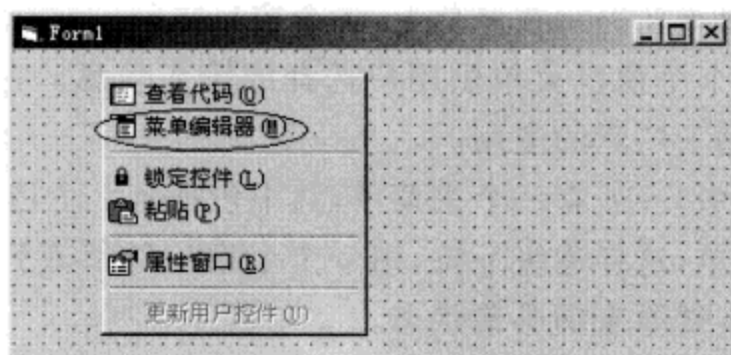 Form1
查看代码(O)
菜单编辑器(M)...
锁定控件(L)
粘贴(P)
属性窗口(R)
更新用户控件(U)